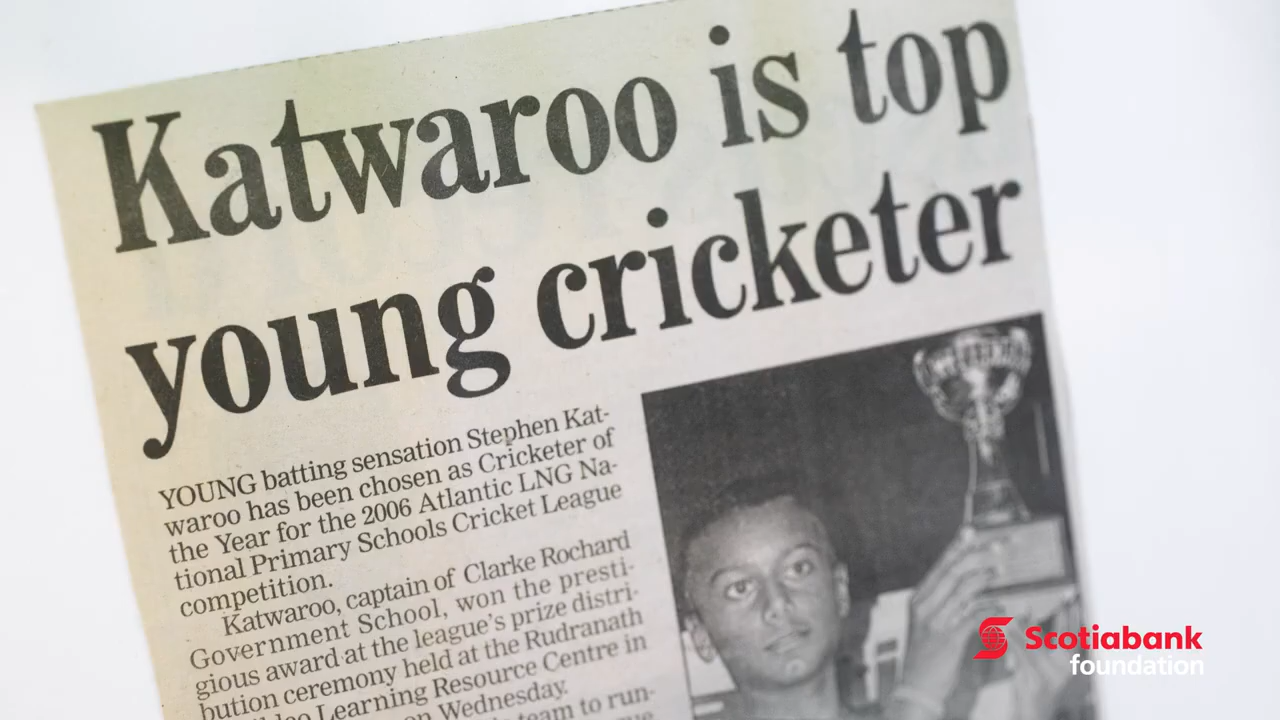 Katwaroo is top
young cricketer
YOUNG batting sensation Stephen Kat-
waroo has been chosen as Cricketer of
the Year for the 2006 Atlantic LNG Na-
tional Primary Schools Cricket League
competition.
Katwaroo, captain of Clarke Rochard
Government School, won the presti-
gious award at the league's prize distri-
bution ceremony held at the Rudranath
Learning Resource Centre in
on Wednesday.
team to run-
Scotiabank
foundation